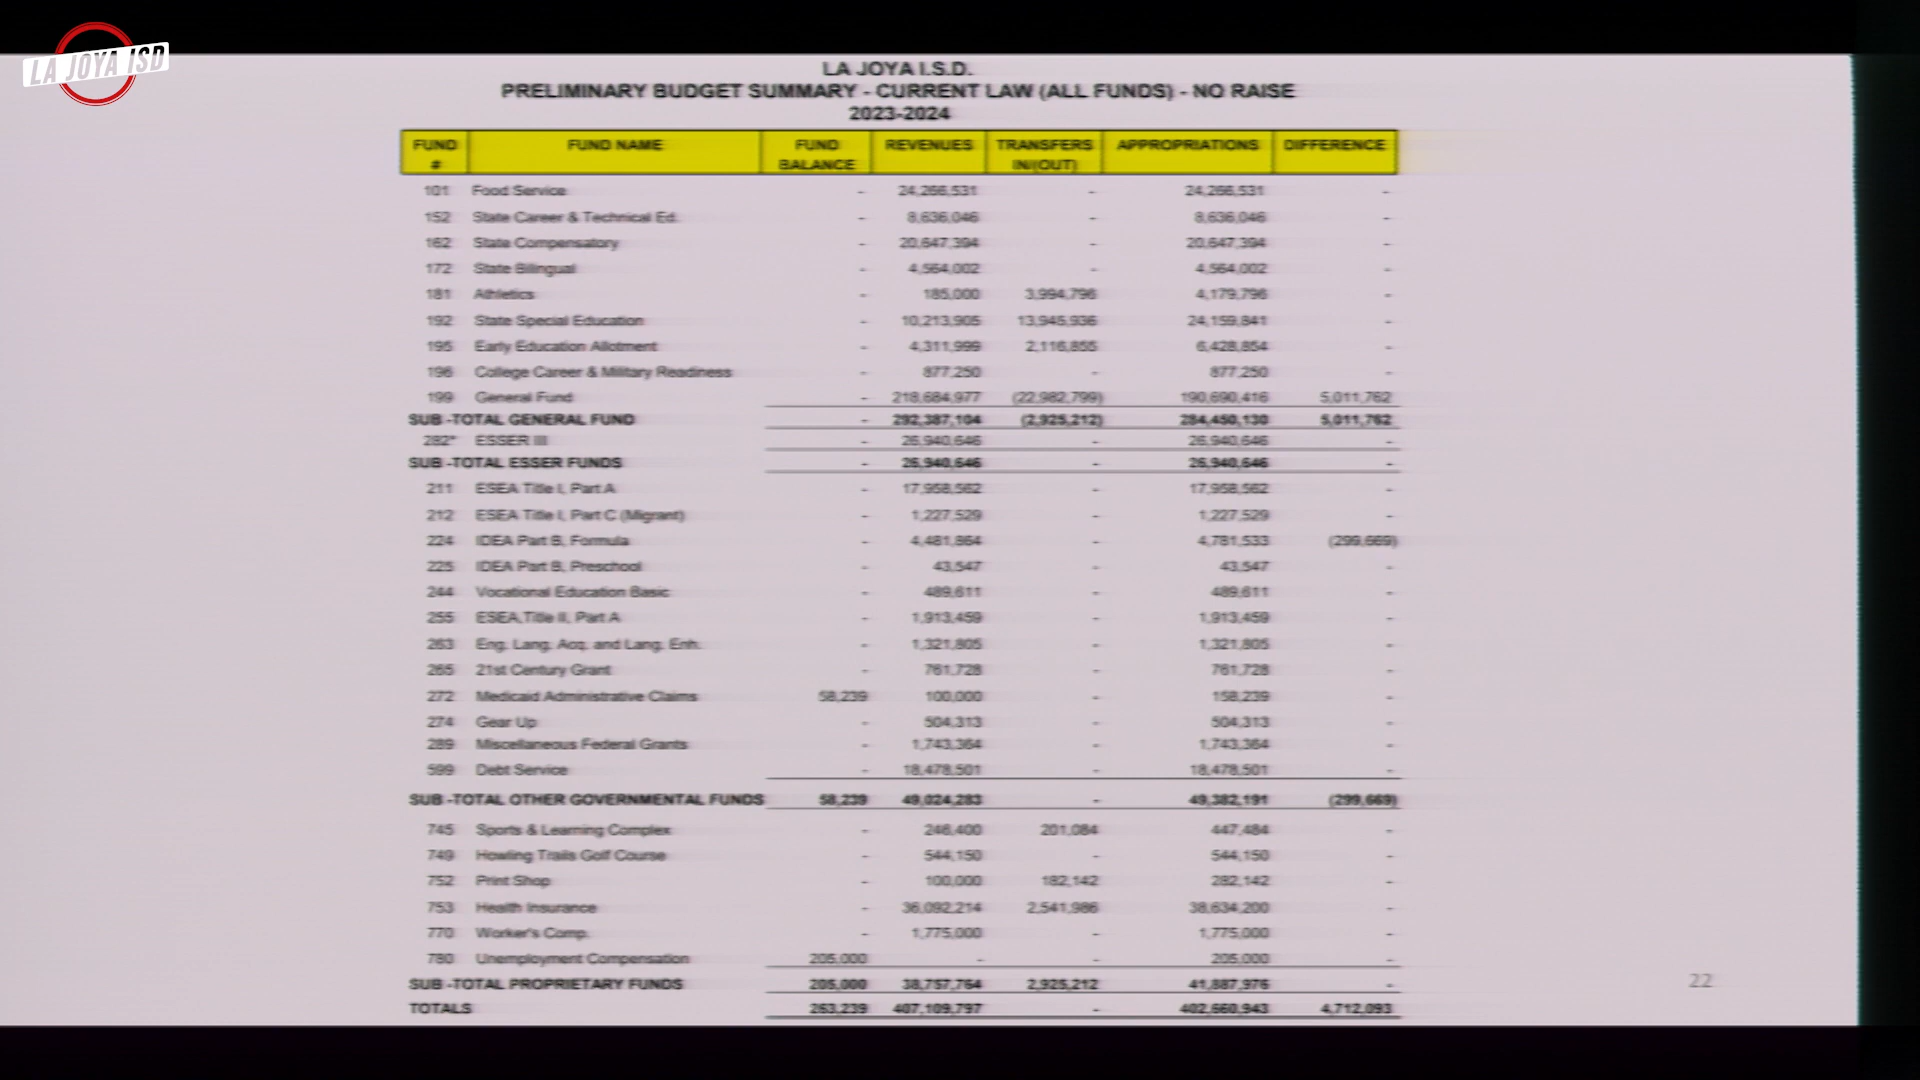 LA JOYA ISD
LA JOYA I.S.D.
PRELIMINARY BUDGET SUMMARY - CURRENT LAW (ALL FUNDS) - NO RAISE
2023-2024
FUND # FUND NAME FUND BALANCE REVENUES TRANSFERS IN/(OUT) APPROPRIATIONS DIFFERENCE
101 Food Service - 24,266,531 - 24,266,531 -
152 State Career & Technical Ed. - 8,636,046 - 8,636,046 -
162 State Compensatory - 20,647,394 - 20,647,394 -
172 State Bilingual - 4,564,002 - 4,564,002 -
181 Athletics - 185,000 3,994,796 4,179,796 -
192 State Special Education - 10,213,905 13,945,936 24,159,841 -
195 Early Education Allotment - 4,311,999 2,116,855 6,428,854 -
196 College Career & Military Readiness - 877,250 - 877,250 -
199 General Fund - 218,684,977 (22,982,799) 190,690,416 5,011,762
SUB -TOTAL GENERAL FUND - 292,387,104 (2,925,212) 284,450,130 5,011,762
282* ESSER III - 26,940,646 - 26,940,646 -
SUB -TOTAL ESSER FUNDS - 26,940,646 - 26,940,646 -
211 ESEA Title I, Part A - 17,958,562 - 17,958,562 -
212 ESEA Title I, Part C (Migrant) - 1,227,529 - 1,227,529 -
224 IDEA Part B, Formula - 4,481,864 - 4,781,533 (299,669)
225 IDEA Part B, Preschool - 43,547 - 43,547 -
244 Vocational Education Basic - 489,611 - 489,611 -
255 ESEA,Title II, Part A - 1,913,459 - 1,913,459 -
263 Eng. Lang. Acq. and Lang. Enh. - 1,321,805 - 1,321,805 -
265 21st Century Grant - 761,728 - 761,728 -
272 Medicaid Administrative Claims 58,239 100,000 - 158,239 -
274 Gear Up - 504,313 - 504,313 -
289 Miscellaneous Federal Grants - 1,743,364 - 1,743,364 -
599 Debt Service - 18,478,501 - 18,478,501 -
SUB -TOTAL OTHER GOVERNMENTAL FUNDS 58,239 49,024,283 - 49,382,191 (299,669)
745 Sports & Learning Complex - 246,400 201,084 447,484 -
749 Howling Trails Golf Course - 544,150 - 544,150 -
752 Print Shop - 100,000 182,142 282,142 -
753 Health Insurance - 36,092,214 2,541,986 38,634,200 -
770 Worker's Comp. - 1,775,000 - 1,775,000 -
780 Unemployment Compensation 205,000 - - 205,000 -
SUB -TOTAL PROPRIETARY FUNDS 205,000 38,757,764 2,925,212 41,887,976 -
TOTALS 263,239 407,109,797 - 402,660,943 4,712,093
22